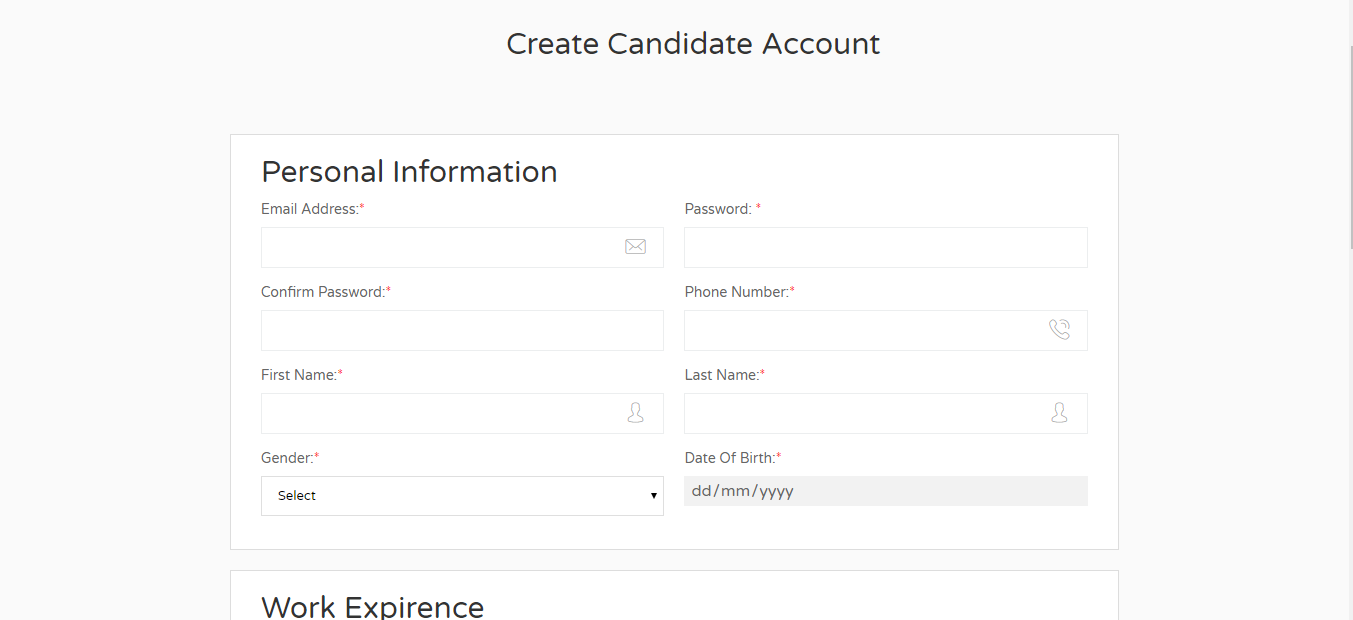 Create Candidate Account
Personal Information
Email Address:*
Password: *
Confirm Password:*
Phone Number:*
First Name:*
Last Name:*
Gender:*
Date Of Birth:*
Select
dd/mm/yyyy
Work Expirence